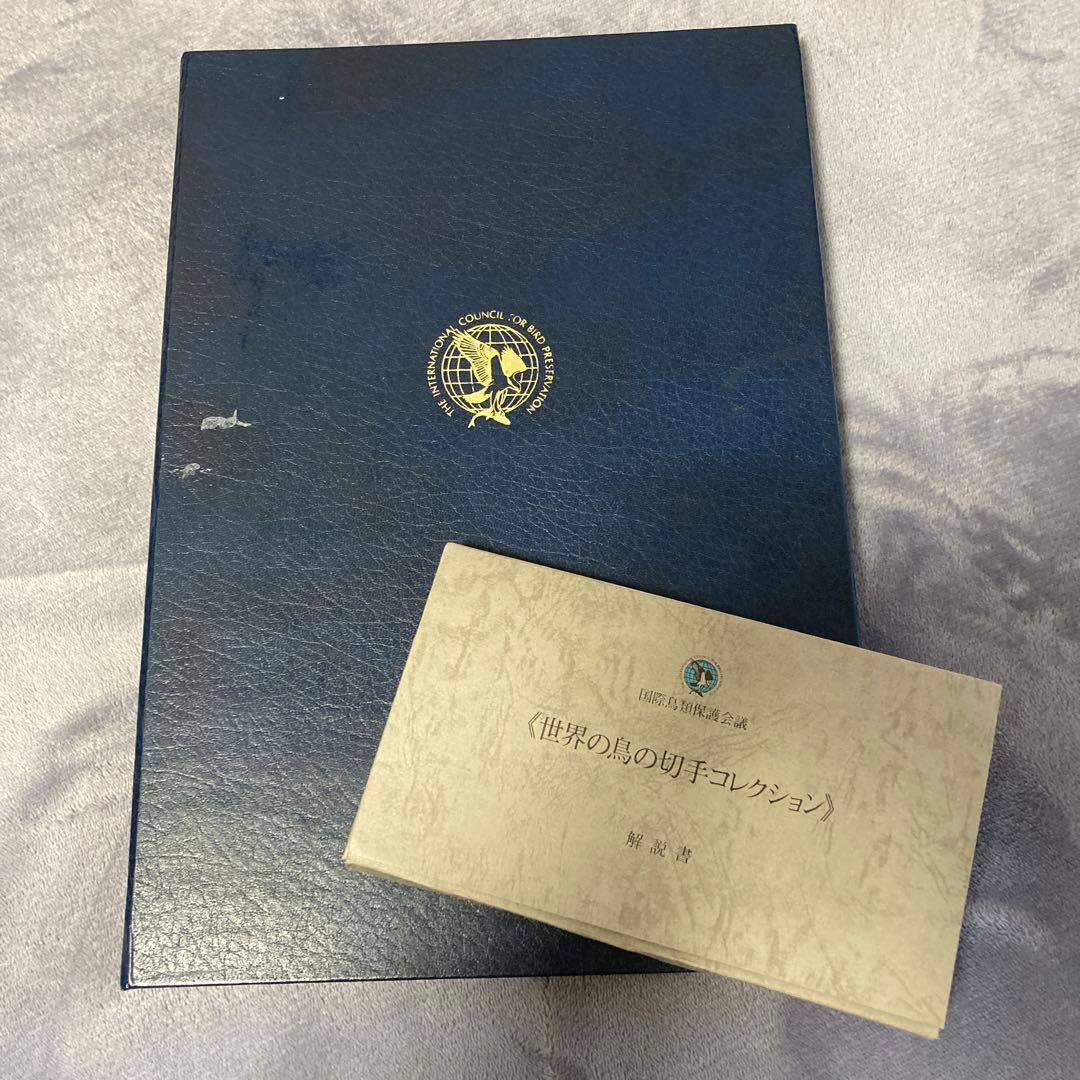 THE INTERNATIONAL COUNCIL FOR BIRD PRESERVATION
国際鳥類保護会議
《世界の鳥の切手コレクション》
解説書